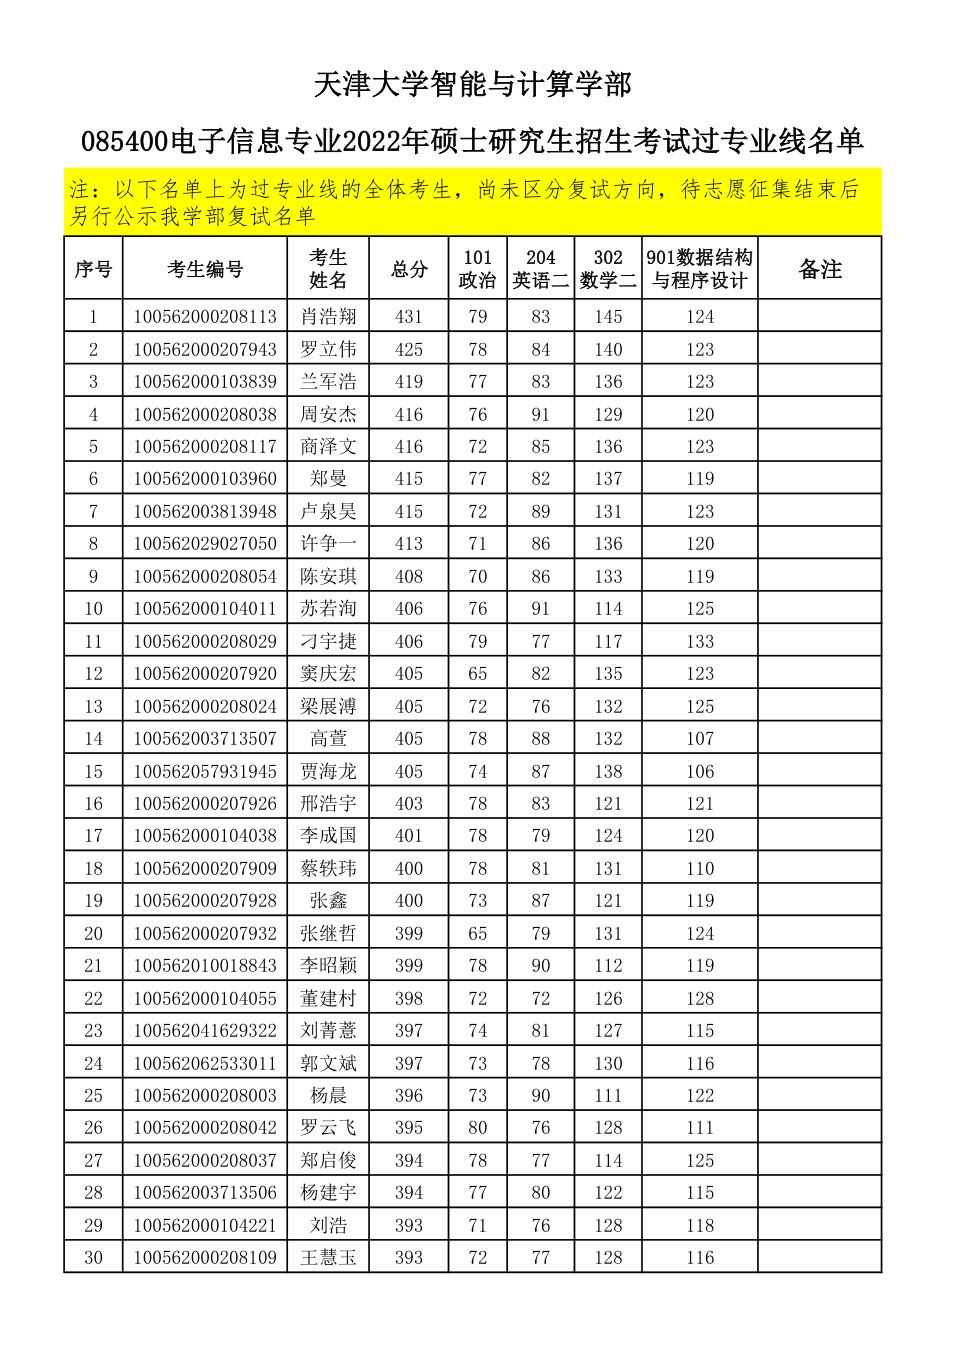 天津大学智能与计算学部
085400电子信息专业2022年硕士研究生招生考试过专业线名单
注：以下名单上为过专业线的全体考生，尚未区分复试方向，待志愿征集结束后
另行公示我学部复试名单
序号 考生编号 考生姓名 总分 101政治 204英语二 302数学二 901数据结构与程序设计 备注
1 100562000208113 肖浩翔 431 79 83 145 124
2 100562000207943 罗立伟 425 78 84 140 123
3 100562000103839 兰军浩 419 77 83 136 123
4 100562000208038 周安杰 416 76 91 129 120
5 100562000208117 商泽文 416 72 85 136 123
6 100562000103960 郑曼 415 77 82 137 119
7 100562003813948 卢泉昊 415 72 89 131 123
8 100562029027050 许争一 413 71 86 136 120
9 100562000208054 陈安琪 408 70 86 133 119
10 100562000104011 苏若洵 406 76 91 114 125
11 100562000208029 刁宇捷 406 79 77 117 133
12 100562000207920 窦庆宏 405 65 82 135 123
13 100562000208024 梁展溥 405 72 76 132 125
14 100562003713507 高萱 405 78 88 132 107
15 100562057931945 贾海龙 405 74 87 138 106
16 100562000207926 邢浩宇 403 78 83 121 121
17 100562000104038 李成国 401 78 79 124 120
18 100562000207909 蔡轶玮 400 78 81 131 110
19 100562000207928 张鑫 400 73 87 121 119
20 100562000207932 张继哲 399 65 79 131 124
21 100562010018843 李昭颖 399 78 90 112 119
22 100562000104055 董建村 398 72 72 126 128
23 100562041629322 刘菁薏 397 74 81 127 115
24 100562062533011 郭文斌 397 73 78 130 116
25 100562000208003 杨晨 396 73 90 111 122
26 100562000208042 罗云飞 395 80 76 128 111
27 100562000208037 郑启俊 394 78 77 114 125
28 100562003713506 杨建宇 394 77 80 122 115
29 100562000104221 刘浩 393 71 76 128 118
30 100562000208109 王慧玉 393 72 77 128 116